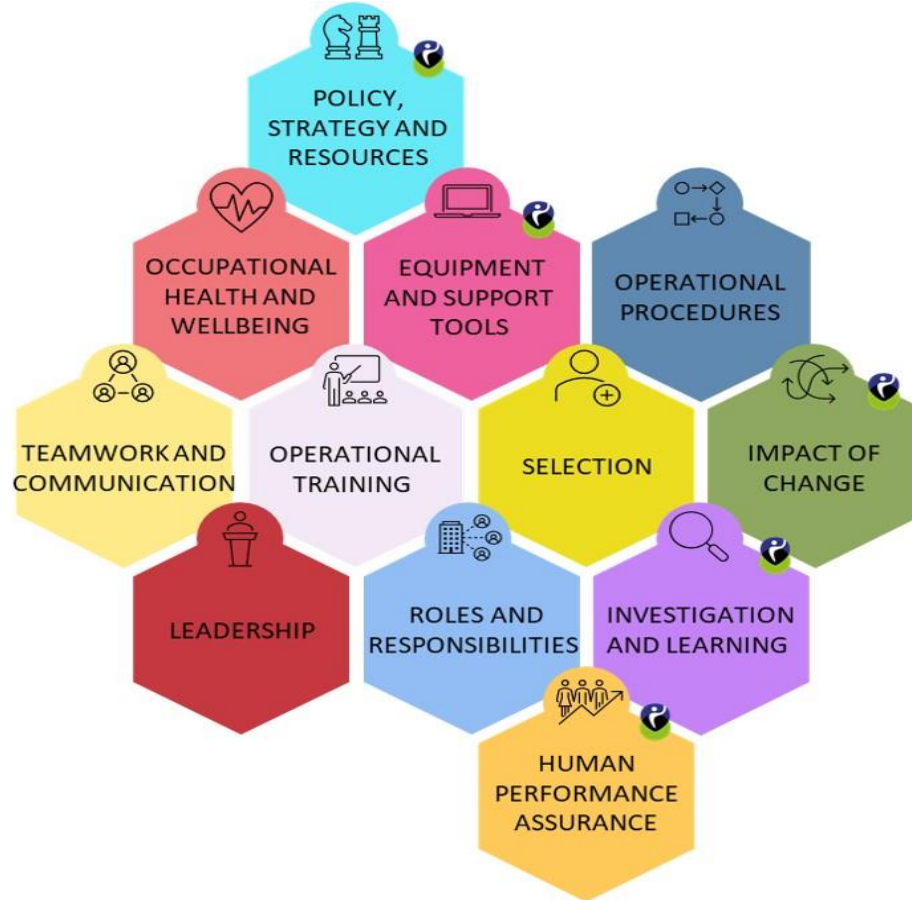 POLICY,
STRATEGY AND
RESOURCES
OCCUPATIONAL
HEALTH AND
WELLBEING
EQUIPMENT
AND SUPPORT
TOOLS
OPERATIONAL
PROCEDURES
TEAMWORK AND
COMMUNICATION
OPERATIONAL
TRAINING
SELECTION
IMPACT OF
CHANGE
LEADERSHIP
ROLES AND
RESPONSIBILITIES
INVESTIGATION
AND LEARNING
HUMAN
PERFORMANCE
ASSURANCE